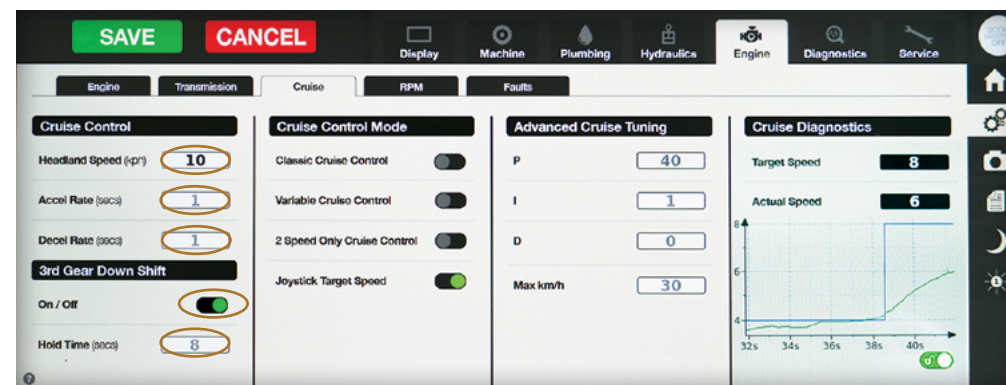 SAVE
CANCEL
Display
Machine
Plumbing
Hydraulics
Engine
Diagnostics
Service
Engine
Transmission
Cruise
RPM
Faults
Cruise Control
Headland Speed (kph) 10
Accel Rate (secs) 1
Decel Rate (secs) 1
3rd Gear Down Shift
On / Off
Hold Time (secs) 8
?
Cruise Control Mode
Classic Cruise Control
Variable Cruise Control
2 Speed Only Cruise Control
Joystick Target Speed
Advanced Cruise Tuning
P 40
I 1
D 0
Max km/h 30
Cruise Diagnostics
Target Speed 8
Actual Speed 6
8
6
4
32s 34s 36s 38s 40s